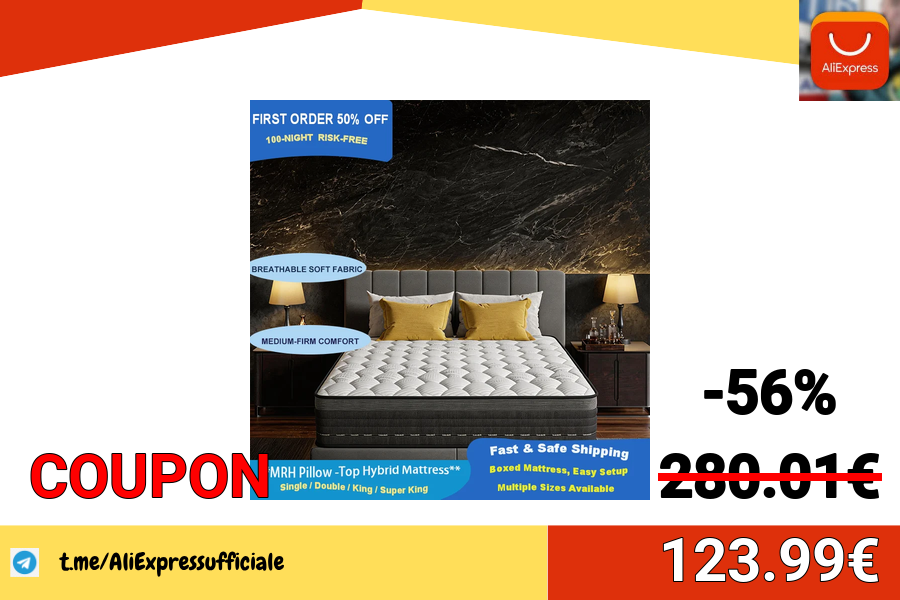 AliExpress
FIRST ORDER 50% OFF
100-NIGHT RISK-FREE
BREATHABLE SOFT FABRIC
MEDIUM-FIRM COMFORT
-56%
COUPON
MRH Pillow -Top Hybrid Mattress**
Single / Double / King / Super King
Fast & Safe Shipping
Boxed Mattress, Easy Setup
Multiple Sizes Available
280.01€
t.me/AliExpressufficiale
123.99€